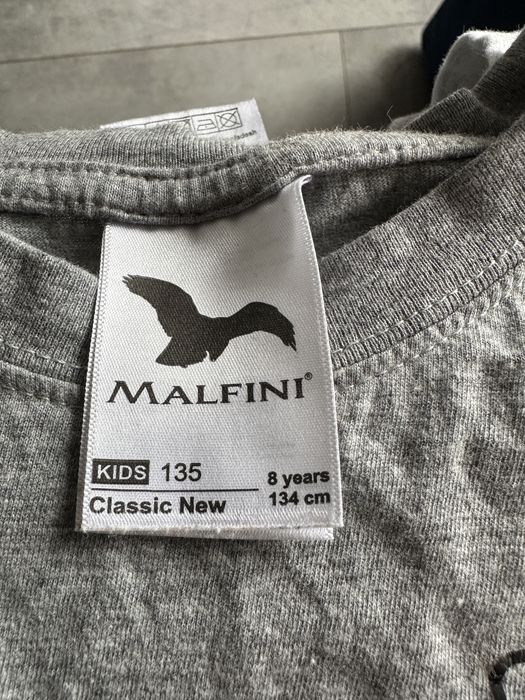 MALFINI®
KIDS 135
Classic New
8 years
134 cm